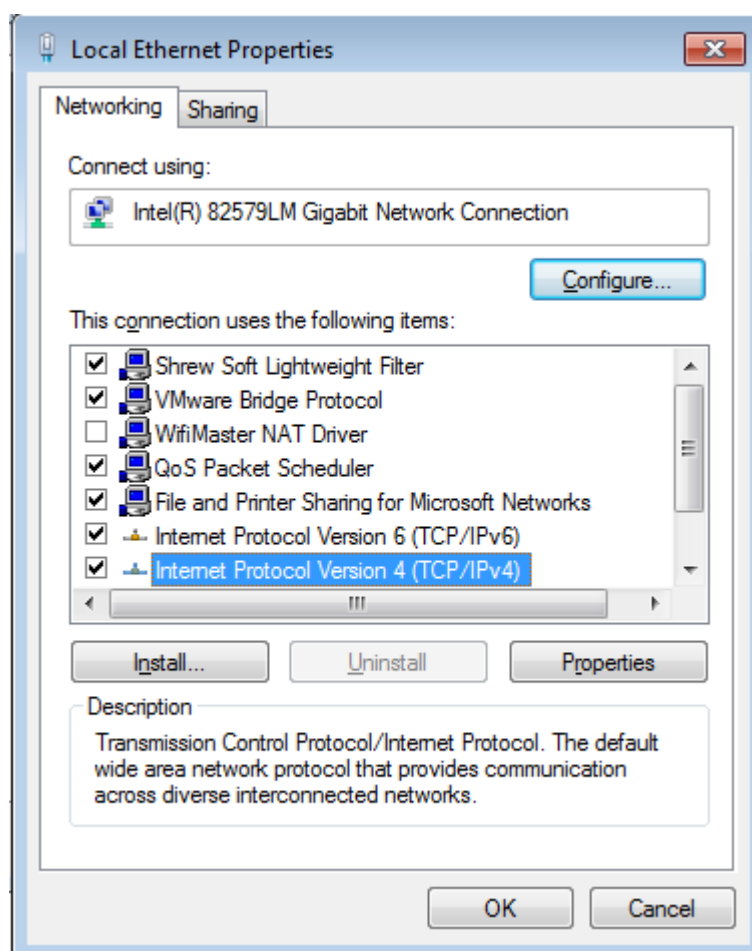 Local Ethernet Properties
Networking
Sharing
Connect using:
Intel(R) 82579LM Gigabit Network Connection
Configure...
This connection uses the following items:
Shrew Soft Lightweight Filter
VMware Bridge Protocol
WifiMaster NAT Driver
QoS Packet Scheduler
File and Printer Sharing for Microsoft Networks
Internet Protocol Version 6 (TCP/IPv6)
Internet Protocol Version 4 (TCP/IPv4)
Install...
Uninstall
Properties
Description
Transmission Control Protocol/Internet Protocol. The default
wide area network protocol that provides communication
across diverse interconnected networks.
OK
Cancel